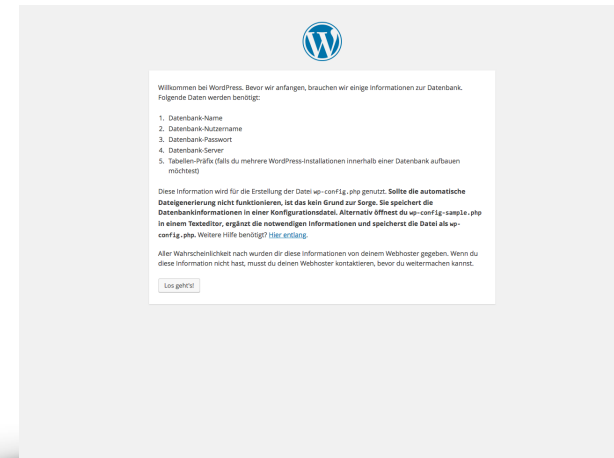 Willkommen bei WordPress. Bevor wir anfangen, brauchen wir einige Informationen zur Datenbank.
Folgende Daten werden benötigt:
1. Datenbank-Name
2. Datenbank-Nutzername
3. Datenbank-Passwort
4. Datenbank-Server
5. Tabellen-Präfix (falls du mehrere WordPress-Installationen innerhalb einer Datenbank aufbauen
möchtest)
Diese Information wird für die Erstellung der Datei wp-config.php genutzt. Sollte die automatische
Dateigenerierung nicht funktionieren, ist das kein Grund zur Sorge. Sie speichert die
Datenbankinformationen in einer Konfigurationsdatei. Alternativ öffnest du wp-config-sample.php
in einem Texteditor, ergänzt die notwendigen Informationen und speicherst die Datei als wp-
config.php. Weitere Hilfe benötigt? Hier entlang.
Aller Wahrscheinlichkeit nach wurden dir diese Informationen von deinem Webhoster gegeben. Wenn du
diese Information nicht hast, musst du deinen Webhoster kontaktieren, bevor du weitermachen kannst.
Los geht's!